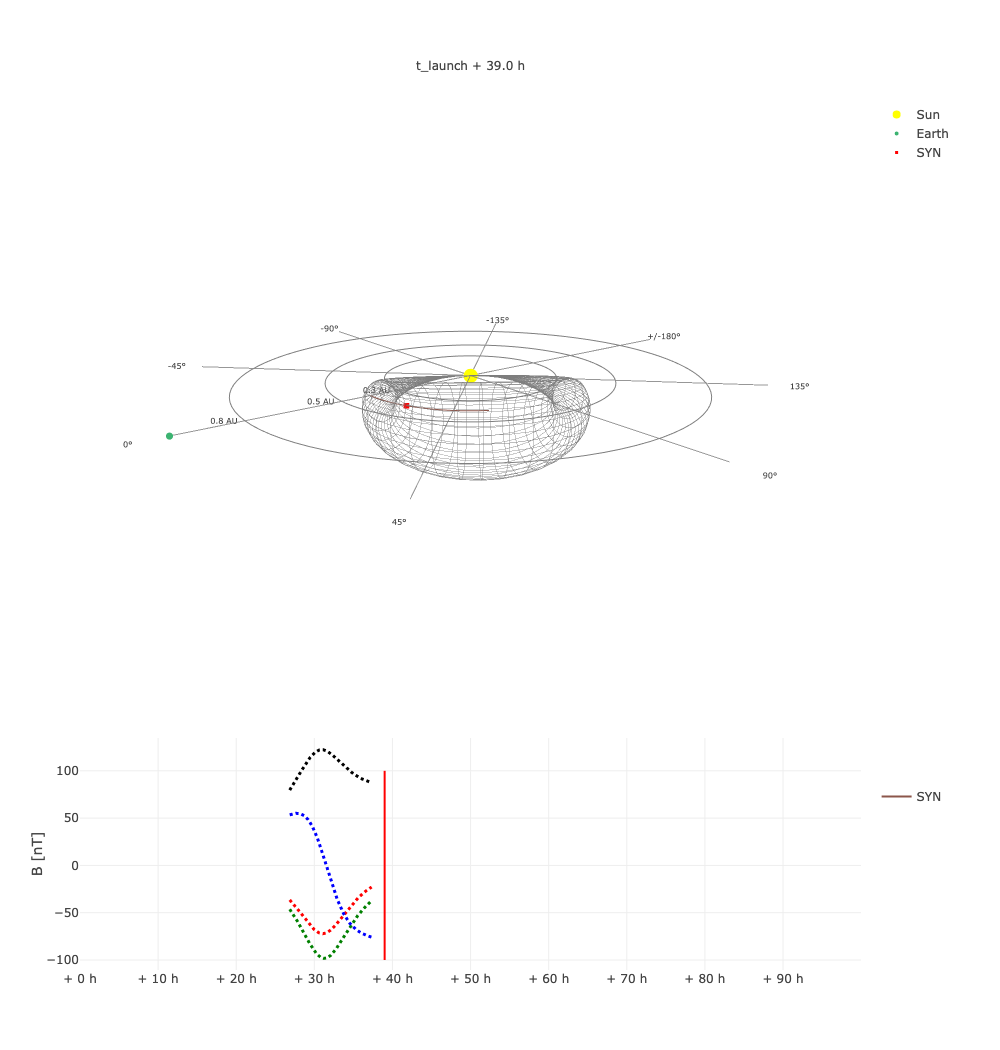 t_launch + 39.0 h
Sun
Earth
SYN
-135°
-90°
+/-180°
-45°
135°
0.3 AU
0.5 AU
0.8 AU
0°
90°
45°
100
50
0
−50
−100
B [nT]
SYN
+ 0 h
+ 10 h
+ 20 h
+ 30 h
+ 40 h
+ 50 h
+ 60 h
+ 70 h
+ 80 h
+ 90 h